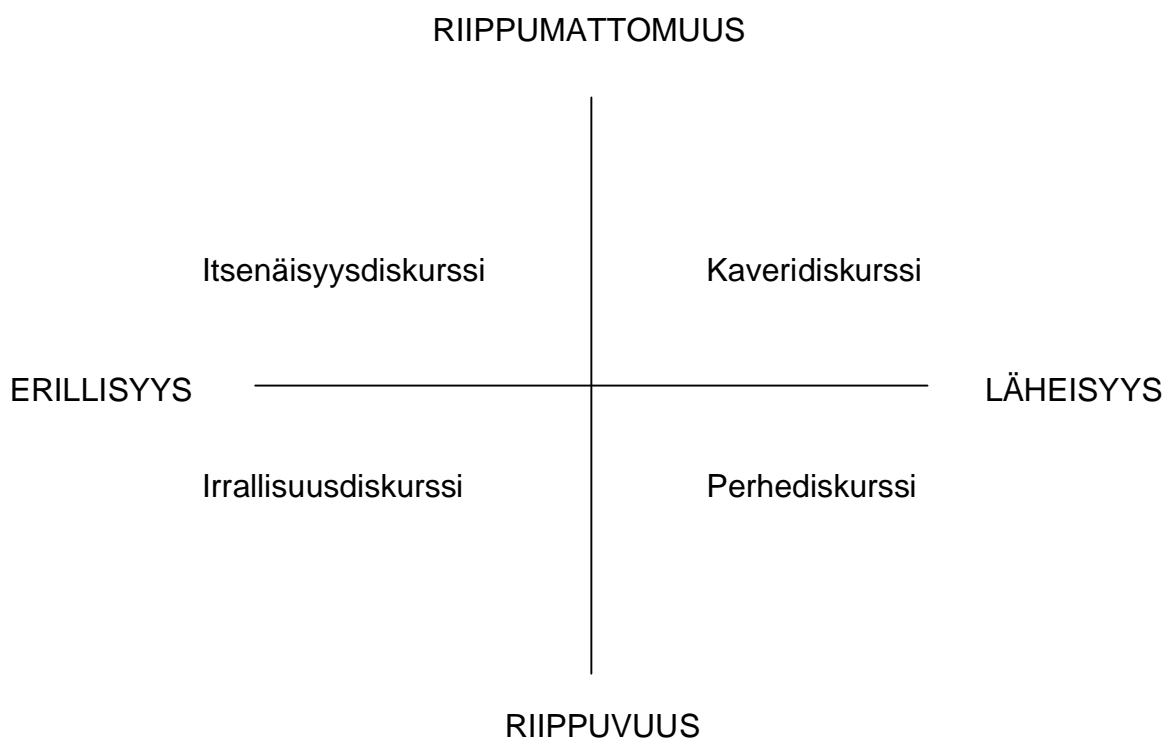 RIIPPUMATTOMUUS
Itsenäisyysdiskurssi
Kaveridiskurssi
ERILLISYYS
LÄHEISYYS
Irrallisuusdiskurssi
Perhediskurssi
RIIPPUVUUS